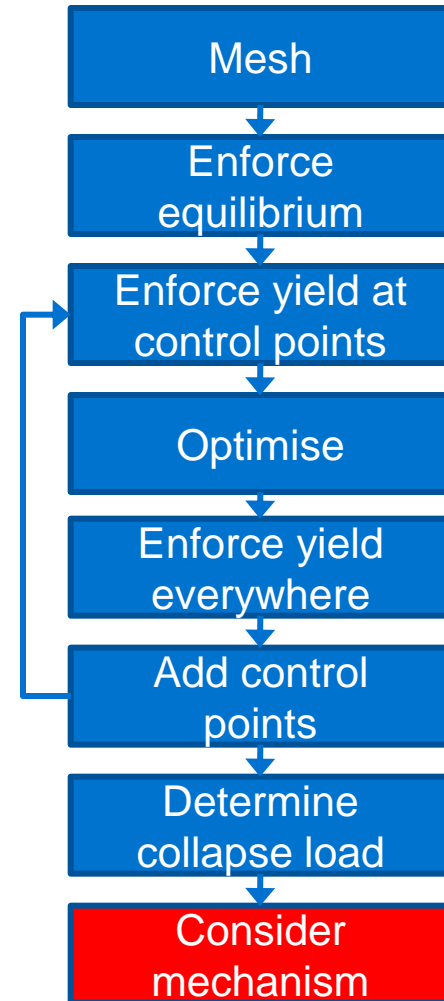 Mesh
Enforce
equilibrium
Enforce yield at
control points
Optimise
Enforce yield
everywhere
Add control
points
Determine
collapse load
Consider
mechanism